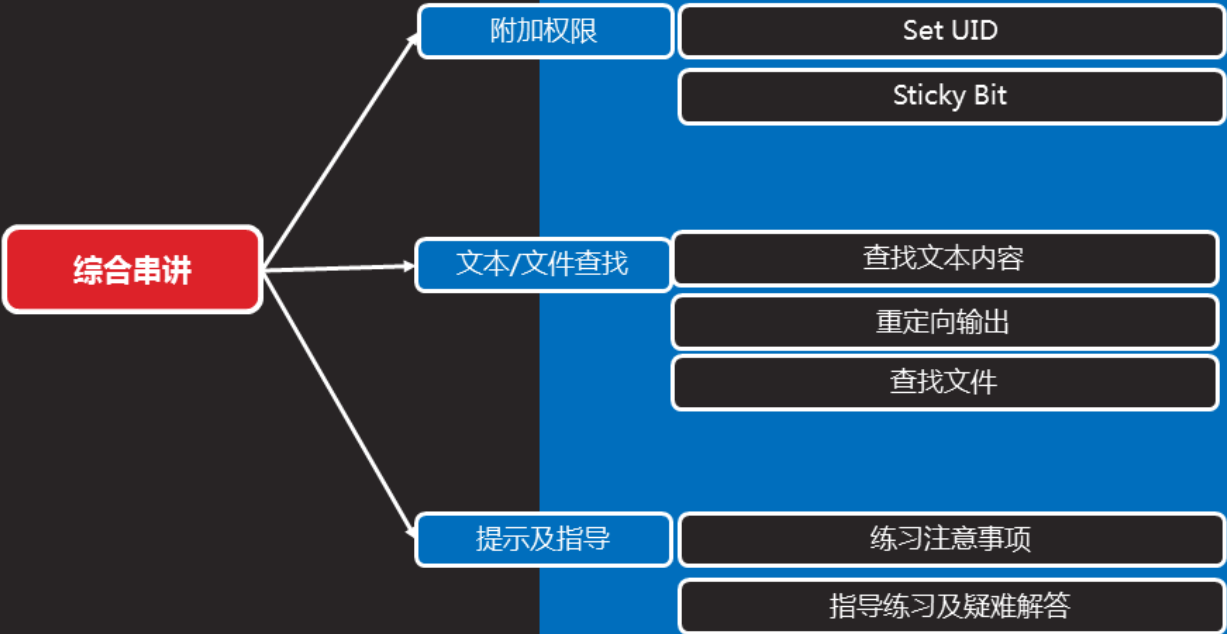 附加权限
Set UID
Sticky Bit
综合串讲
文本/文件查找
查找文本内容
重定向输出
查找文件
提示及指导
练习注意事项
指导练习及疑难解答